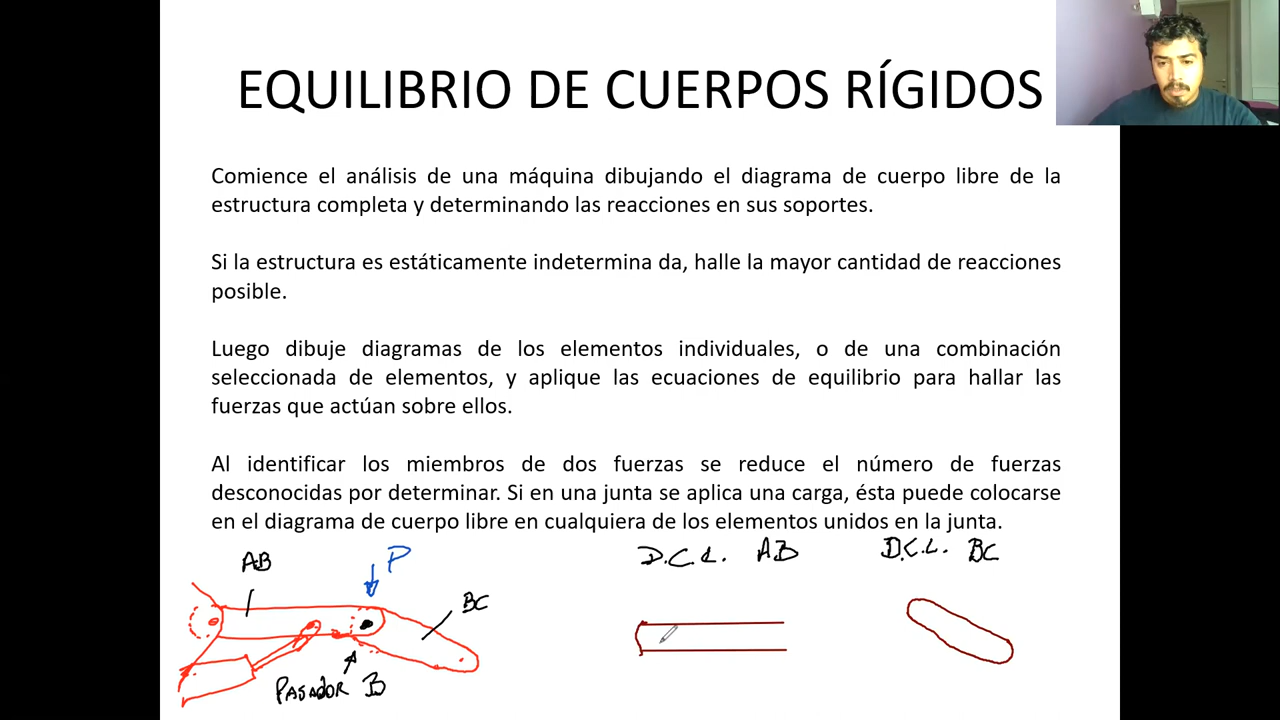 EQUILIBRIO DE CUERPOS RÍGIDOS
Comience el análisis de una máquina dibujando el diagrama de cuerpo libre de la
estructura completa y determinando las reacciones en sus soportes.
Si la estructura es estáticamente indetermina da, halle la mayor cantidad de reacciones
posible.
Luego dibuje diagramas de los elementos individuales, o de una combinación
seleccionada de elementos, y aplique las ecuaciones de equilibrio para hallar las
fuerzas que actúan sobre ellos.
Al identificar los miembros de dos fuerzas se reduce el número de fuerzas
desconocidas por determinar. Si en una junta se aplica una carga, ésta puede colocarse
en el diagrama de cuerpo libre en cualquiera de los elementos unidos en la junta.
AB
P
BC
PASADOR B
D.C.L. AB
D.C.L. BC